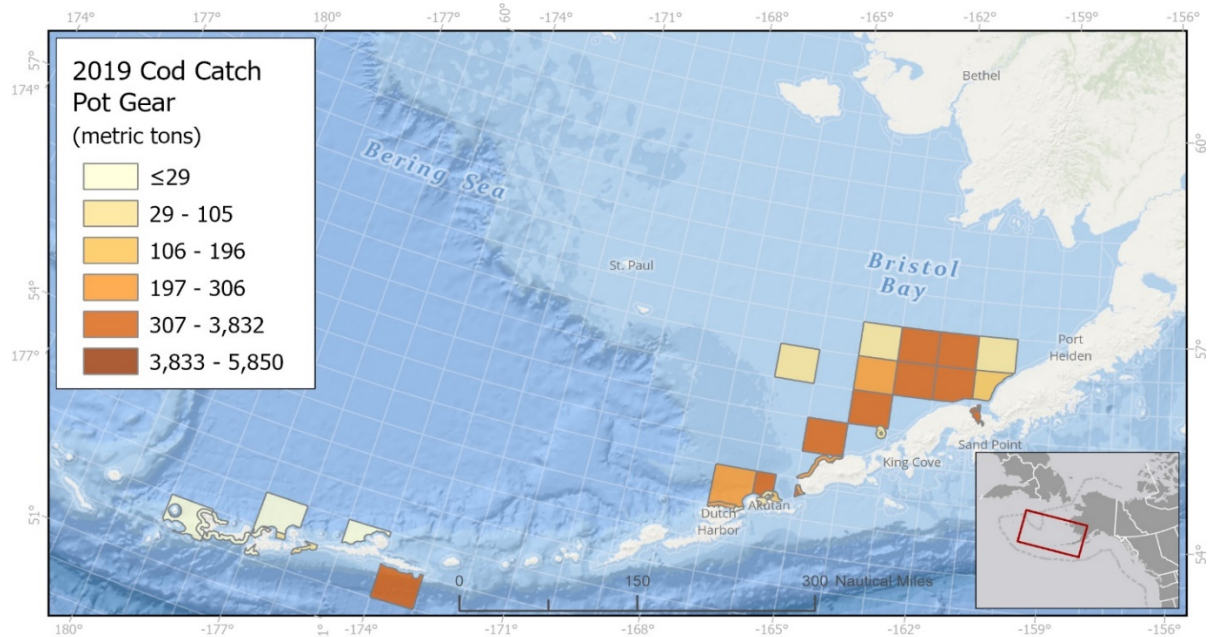 180° 177° 180° -177° -60° -171° -168° -165° -162° -159° -156°
57°
174°
54°
177°
51°
60°
57°
54°
2019 Cod Catch
Pot Gear
(metric tons)
≤29
29 - 105
106 - 196
197 - 306
307 - 3,832
3,833 - 5,850
Bethel
Bering Sea
St. Paul
Bristol
Bay
Port
Heiden
Sand Point
King Cove
Akutan
Dutch
Harbor
0 150 300 Nautical Miles
180° -177° -174° -171° -168° -165° -162° -159° -156°